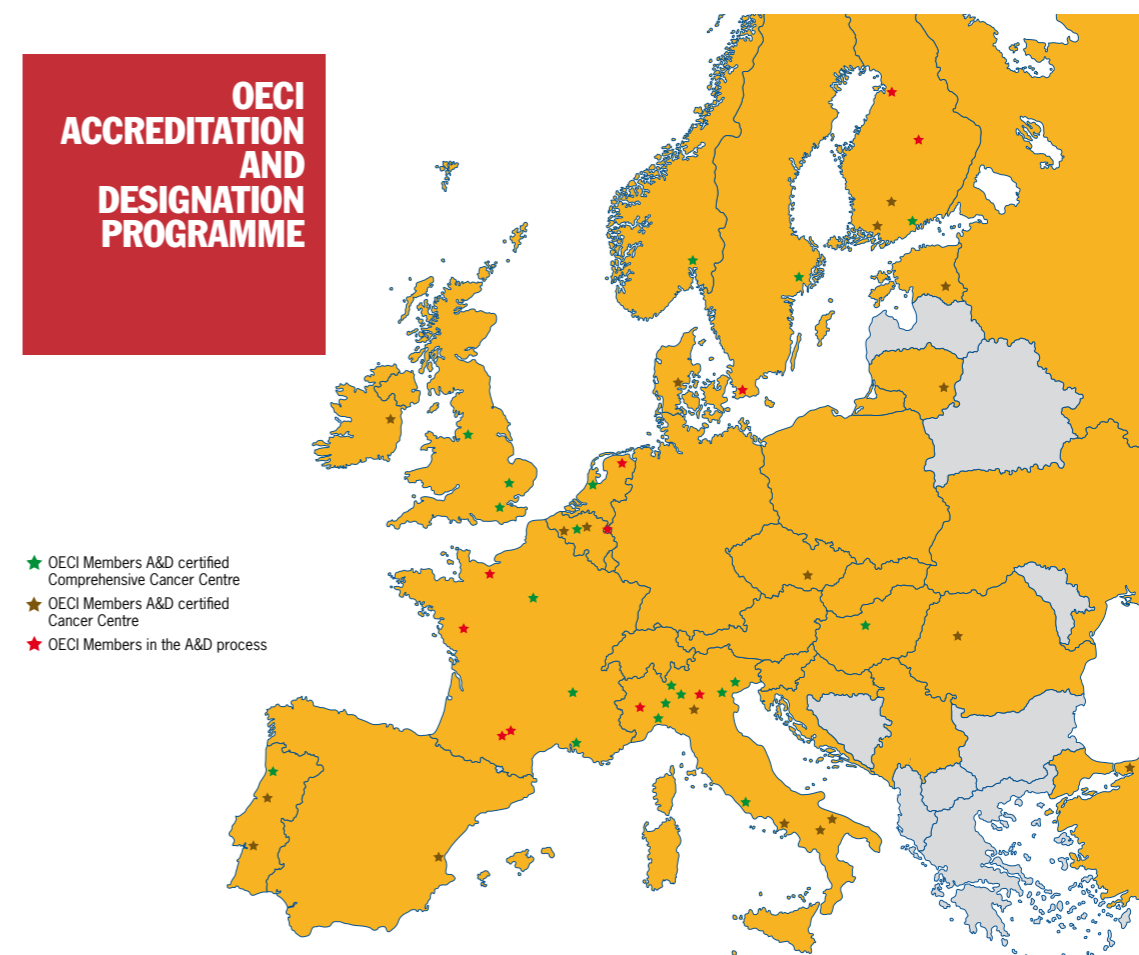 OECI
ACCREDITATION
AND
DESIGNATION
PROGRAMME
OECI Members A&D certified
Comprehensive Cancer Centre
OECI Members A&D certified
Cancer Centre
OECI Members in the A&D process